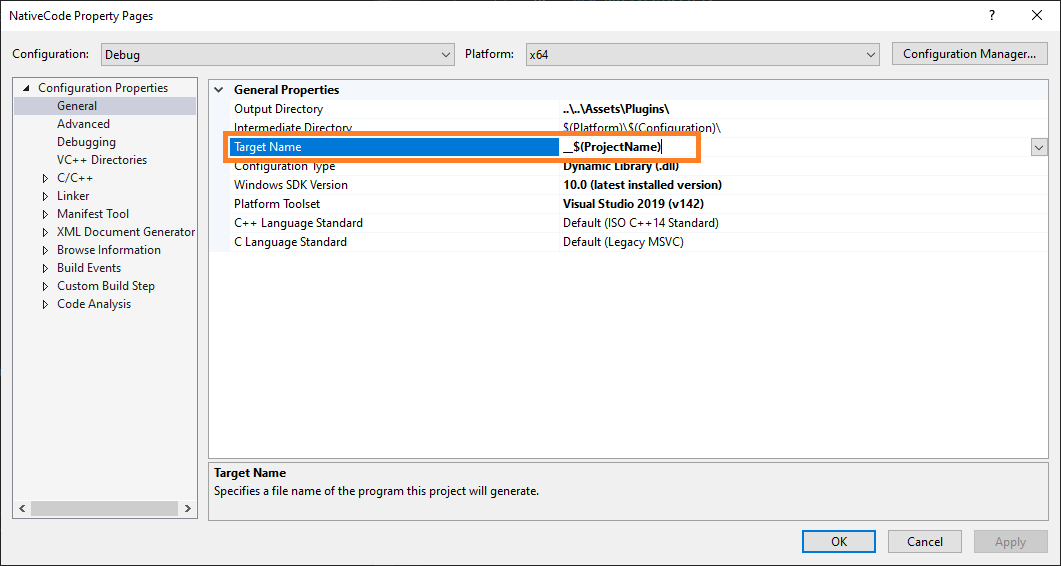 NativeCode Property Pages
Configuration: Debug Platform: x64 Configuration Manager...
Configuration Properties
General
Advanced
Debugging
VC++ Directories
C/C++
Linker
Manifest Tool
XML Document Generator
Browse Information
Build Events
Custom Build Step
Code Analysis
General Properties
Output Directory ..\..\Assets\Plugins\
Intermediate Directory $(Platform)\$(Configuration)\
Target Name __$(ProjectName)
Configuration Type Dynamic Library (.dll)
Windows SDK Version 10.0 (latest installed version)
Platform Toolset Visual Studio 2019 (v142)
C++ Language Standard Default (ISO C++14 Standard)
C Language Standard Default (Legacy MSVC)
Target Name
Specifies a file name of the program this project will generate.
OK Cancel Apply